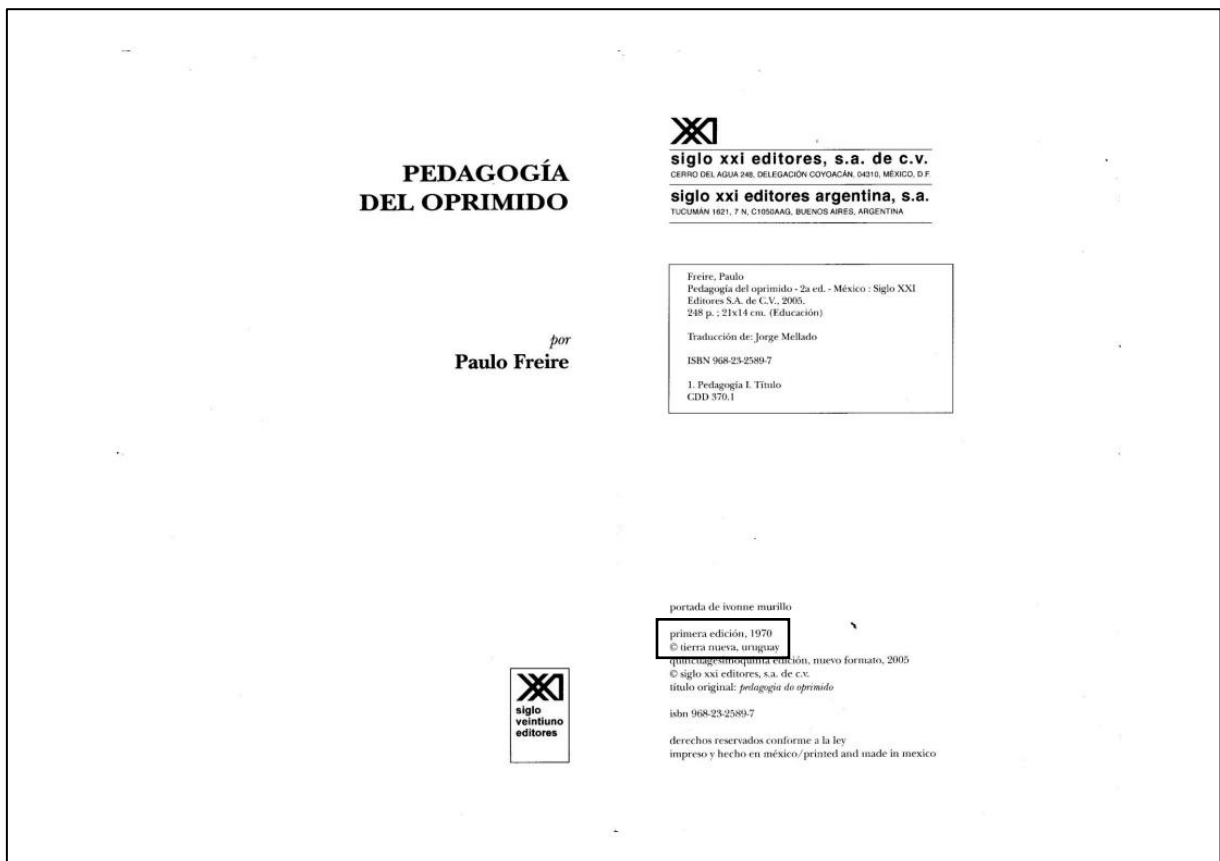 PEDAGOGÍA
DEL OPRIMIDO
por
Paulo Freire
siglo
veintiuno
editores
siglo xxi editores, s.a. de c.v.
CERRO DEL AGUA 248, DELEGACIÓN COYOACÁN, 04310, MÉXICO, D.F.
siglo xxi editores argentina, s.a.
TUCUMÁN 1621, 7 N, C1050AAG, BUENOS AIRES, ARGENTINA
Freire, Paulo
Pedagogía del oprimido - 2a ed. - México : Siglo XXI
Editores S.A. de C.V., 2005.
248 p. ; 21x14 cm. (Educación)
Traducción de: Jorge Mellado
ISBN 968-23-2589-7
1. Pedagogía I. Título
CDD 370.1
portada de ivonne murillo
primera edición, 1970
© tierra nueva, uruguay
quincuagesimoquinta edición, nuevo formato, 2005
© siglo xxi editores, s.a. de c.v.
título original: pedagogia do oprimido
isbn 968-23-2589-7
derechos reservados conforme a la ley
impreso y hecho en méxico/printed and made in mexico